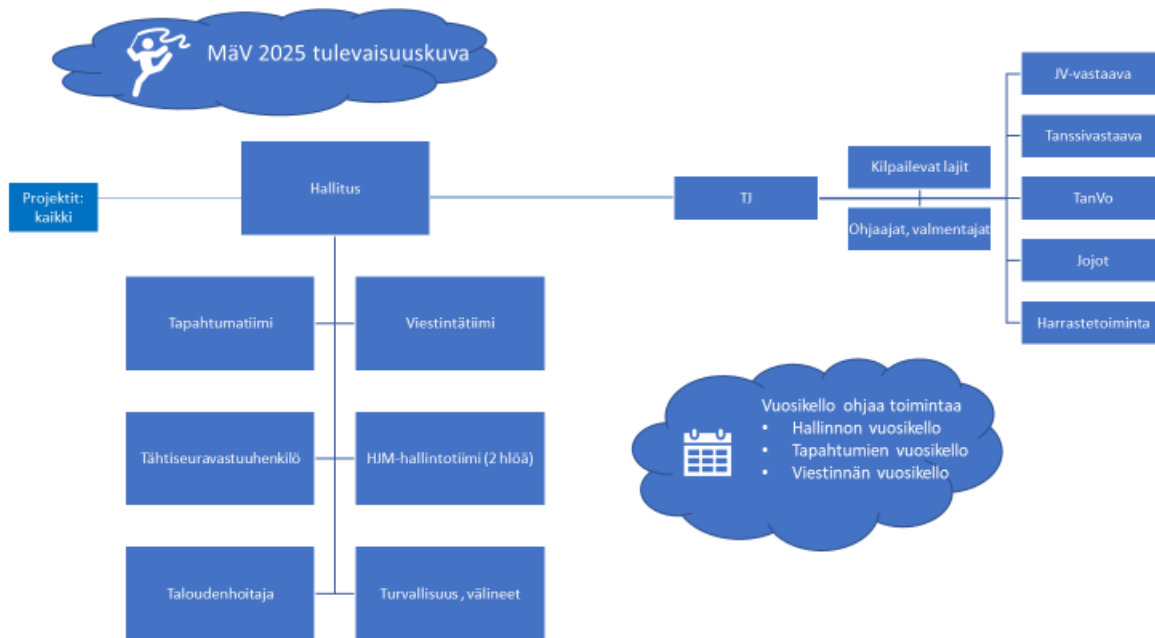 MäV 2025 tulevaisuuskuva
Projektit:
kaikki
Hallitus
TJ
Kilpailevat lajit
Ohjaajat, valmentajat
JV-vastaava
Tanssivastaava
TanVo
Jojot
Harrastetoiminta
Tapahtumatiimi
Viestintätiimi
Tähtiseuravastuuhenkilö
HJM-hallintotiimi (2 hlöä)
Taloudenhoitaja
Turvallisuus, välineet
Vuosikello ohjaa toimintaa
• Hallinnon vuosikello
• Tapahtumien vuosikello
• Viestinnän vuosikello